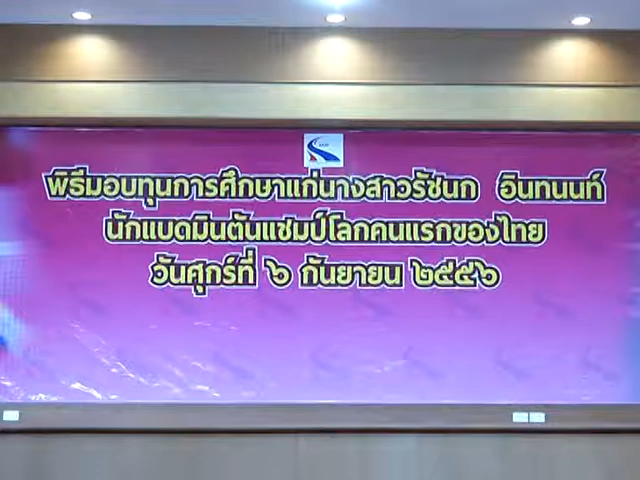 พิธีมอบทุนการศึกษาแก่นางสาวรัชนก อินทนนท์
นักแบดมินตันแชมป์โลกคนแรกของไทย
วันศุกร์ที่ ๖ กันยายน ๒๕๕๖